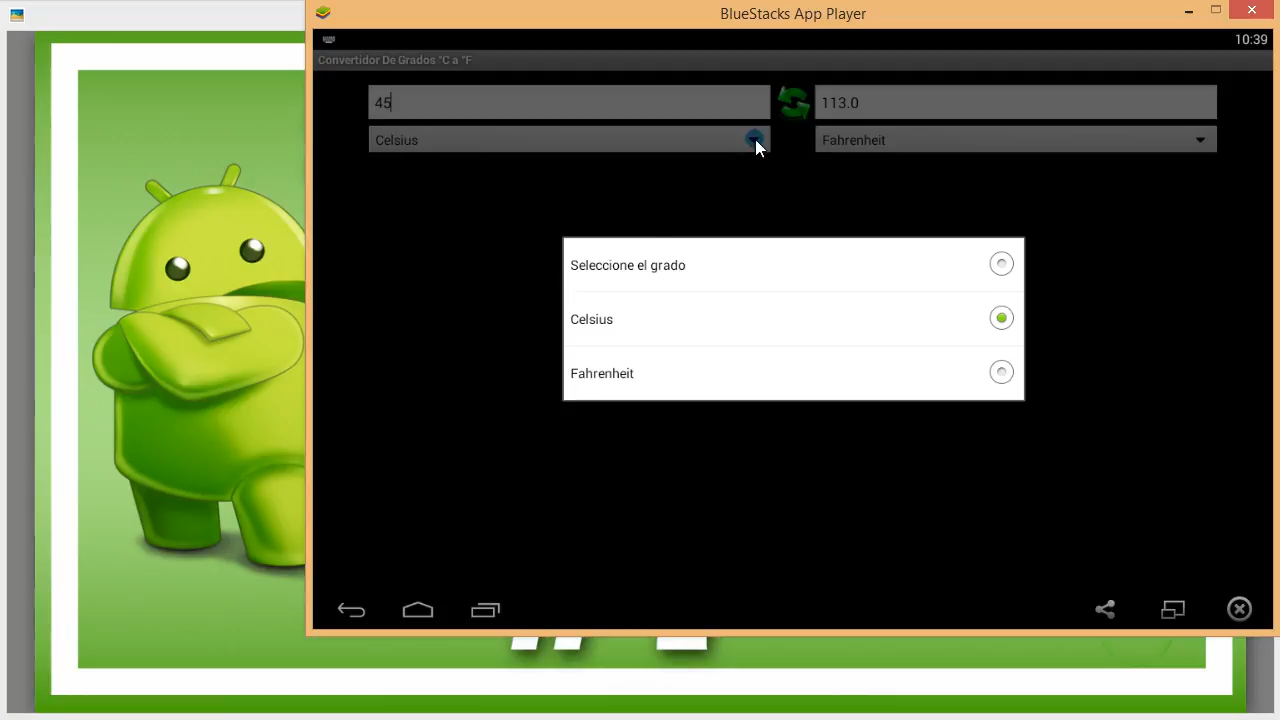 BlueStacks App Player
10:39
Convertidor De Grados °C a °F
45
113.0
Celsius
Fahrenheit
Seleccione el grado
Celsius
Fahrenheit